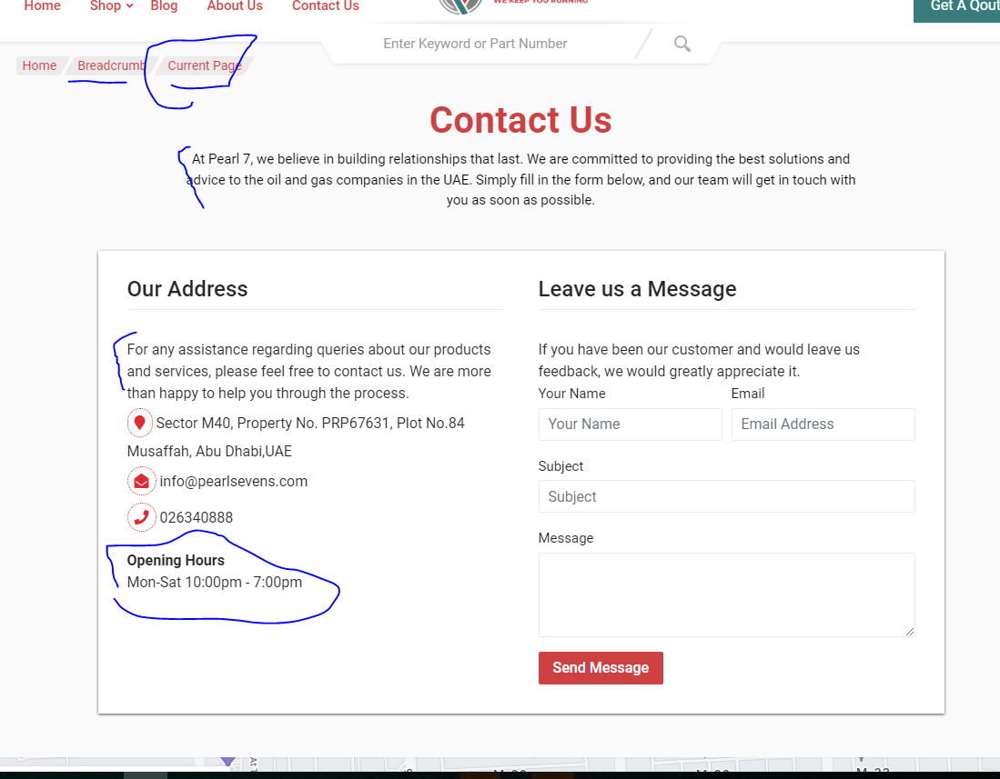 Home Shop Blog About Us Contact Us
WE KEEP YOU RUNNING
Get A Qout
Enter Keyword or Part Number
Home Breadcrumb Current Page
Contact Us
At Pearl 7, we believe in building relationships that last. We are committed to providing the best solutions and
advice to the oil and gas companies in the UAE. Simply fill in the form below, and our team will get in touch with
you as soon as possible.
Our Address
For any assistance regarding queries about our products
and services, please feel free to contact us. We are more
than happy to help you through the process.
Sector M40, Property No. PRP67631, Plot No.84
Musaffah, Abu Dhabi,UAE
info@pearlsevens.com
026340888
Opening Hours
Mon-Sat 10:00pm - 7:00pm
Leave us a Message
If you have been our customer and would leave us
feedback, we would greatly appreciate it.
Your Name Email
Your Name Email Address
Subject
Subject
Message
Send Message